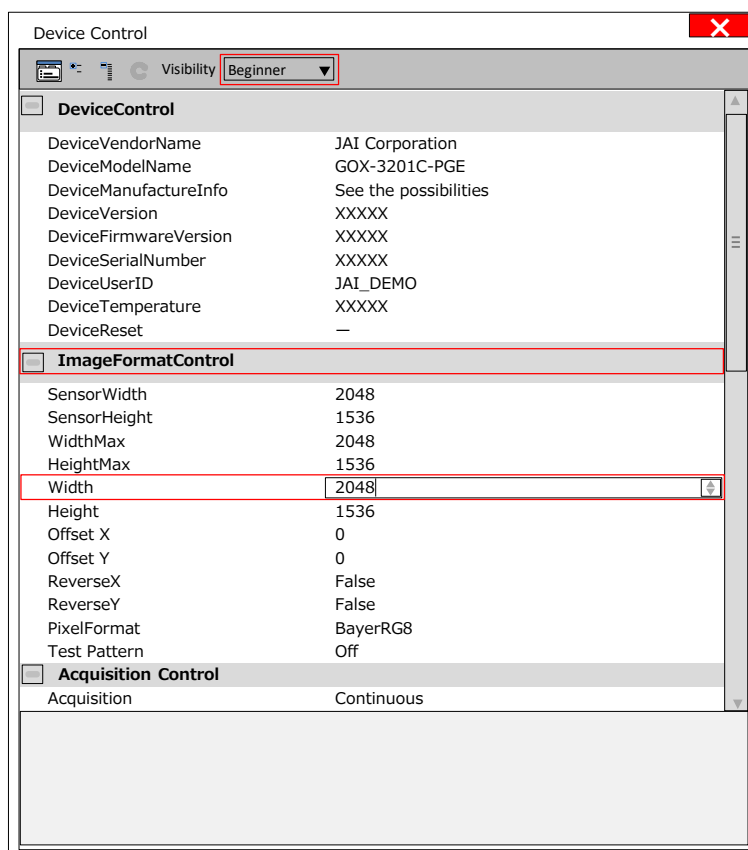 Device Control
Visibility Beginner
DeviceControl
DeviceVendorName JAI Corporation
DeviceModelName GOX-3201C-PGE
DeviceManufactureInfo See the possibilities
DeviceVersion XXXXX
DeviceFirmwareVersion XXXXX
DeviceSerialNumber XXXXX
DeviceUserID JAI_DEMO
DeviceTemperature XXXXX
DeviceReset —
ImageFormatControl
SensorWidth 2048
SensorHeight 1536
WidthMax 2048
HeightMax 1536
Width 2048
Height 1536
Offset X 0
Offset Y 0
ReverseX False
ReverseY False
PixelFormat BayerRG8
Test Pattern Off
Acquisition Control
Acquisition Continuous